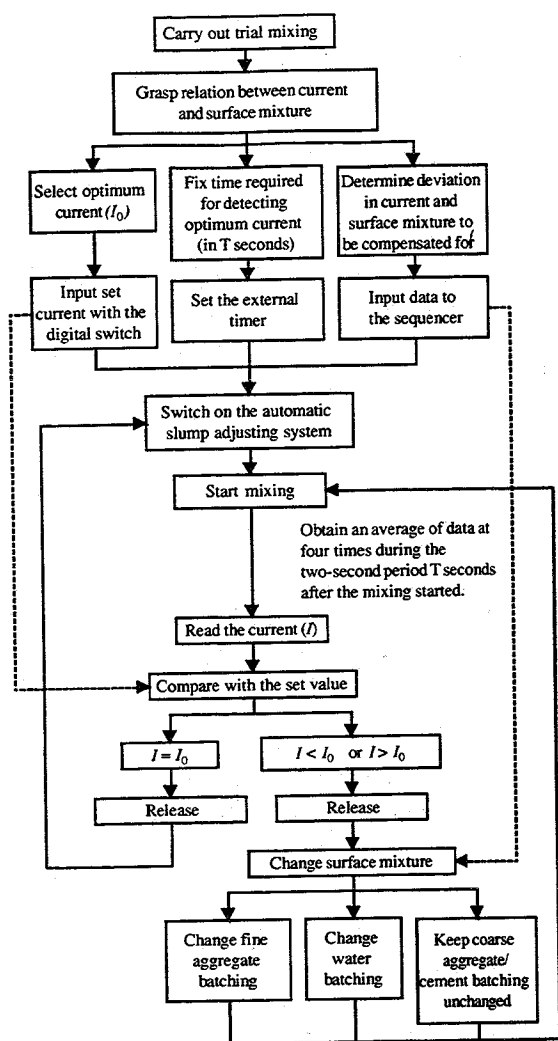 Carry out trial mixing
Grasp relation between current
and surface mixture
Select optimum
current (I0)
Fix time required
for detecting
optimum current
(in T seconds)
Determine deviation
in current and
surface mixture to
be compensated for
Input set
current with the
digital switch
Set the external
timer
Input data to
the sequencer
Switch on the automatic
slump adjusting system
Start mixing
Obtain an average of data at
four times during the
two-second period T seconds
after the mixing started.
Read the current (I)
Compare with the set value
I = I0
I < I0 or I > I0
Release
Release
Change surface mixture
Change fine
aggregate
batching
Change
water
batching
Keep coarse
aggregate/
cement batching
unchanged